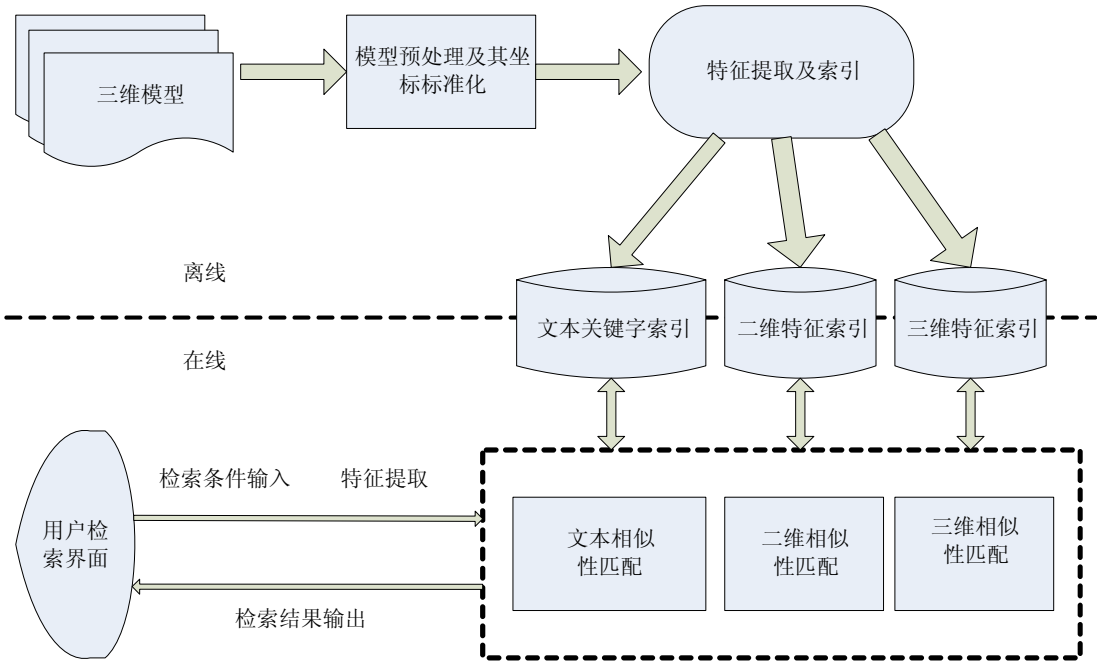 三维模型
模型预处理及其坐
标标准化
特征提取及索引
离线
文本关键字索引
二维特征索引
三维特征索引
在线
检索条件输入
特征提取
用户检
索界面
文本相似
性匹配
二维相似
性匹配
三维相似
性匹配
检索结果输出